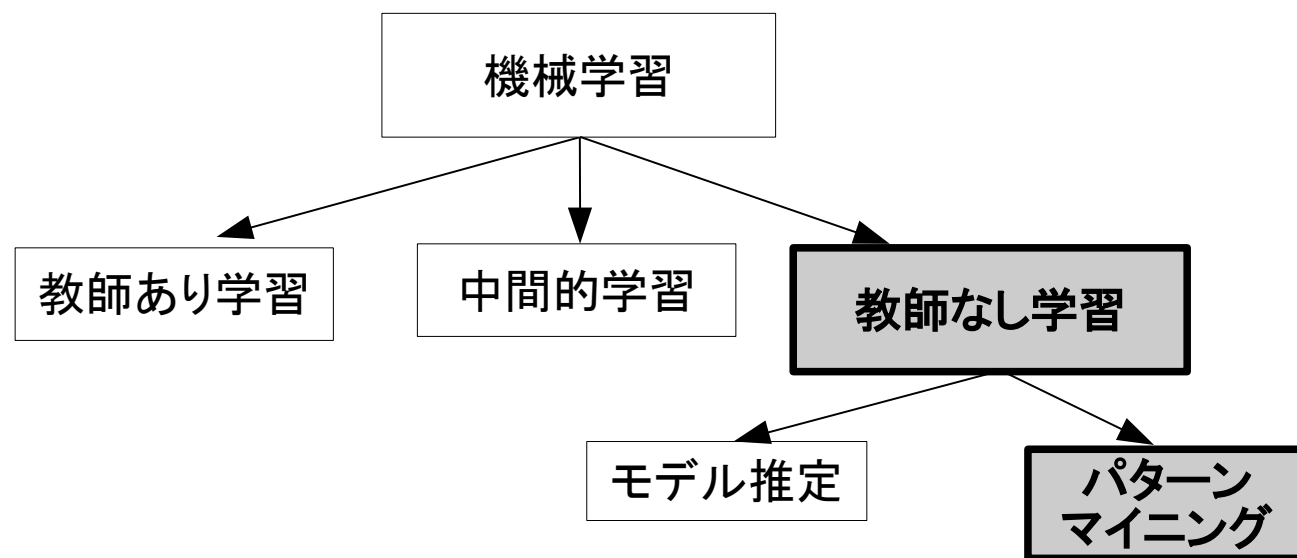 機械学習
教師あり学習
中間的学習
教師なし学習
モデル推定
パターン
マイニング